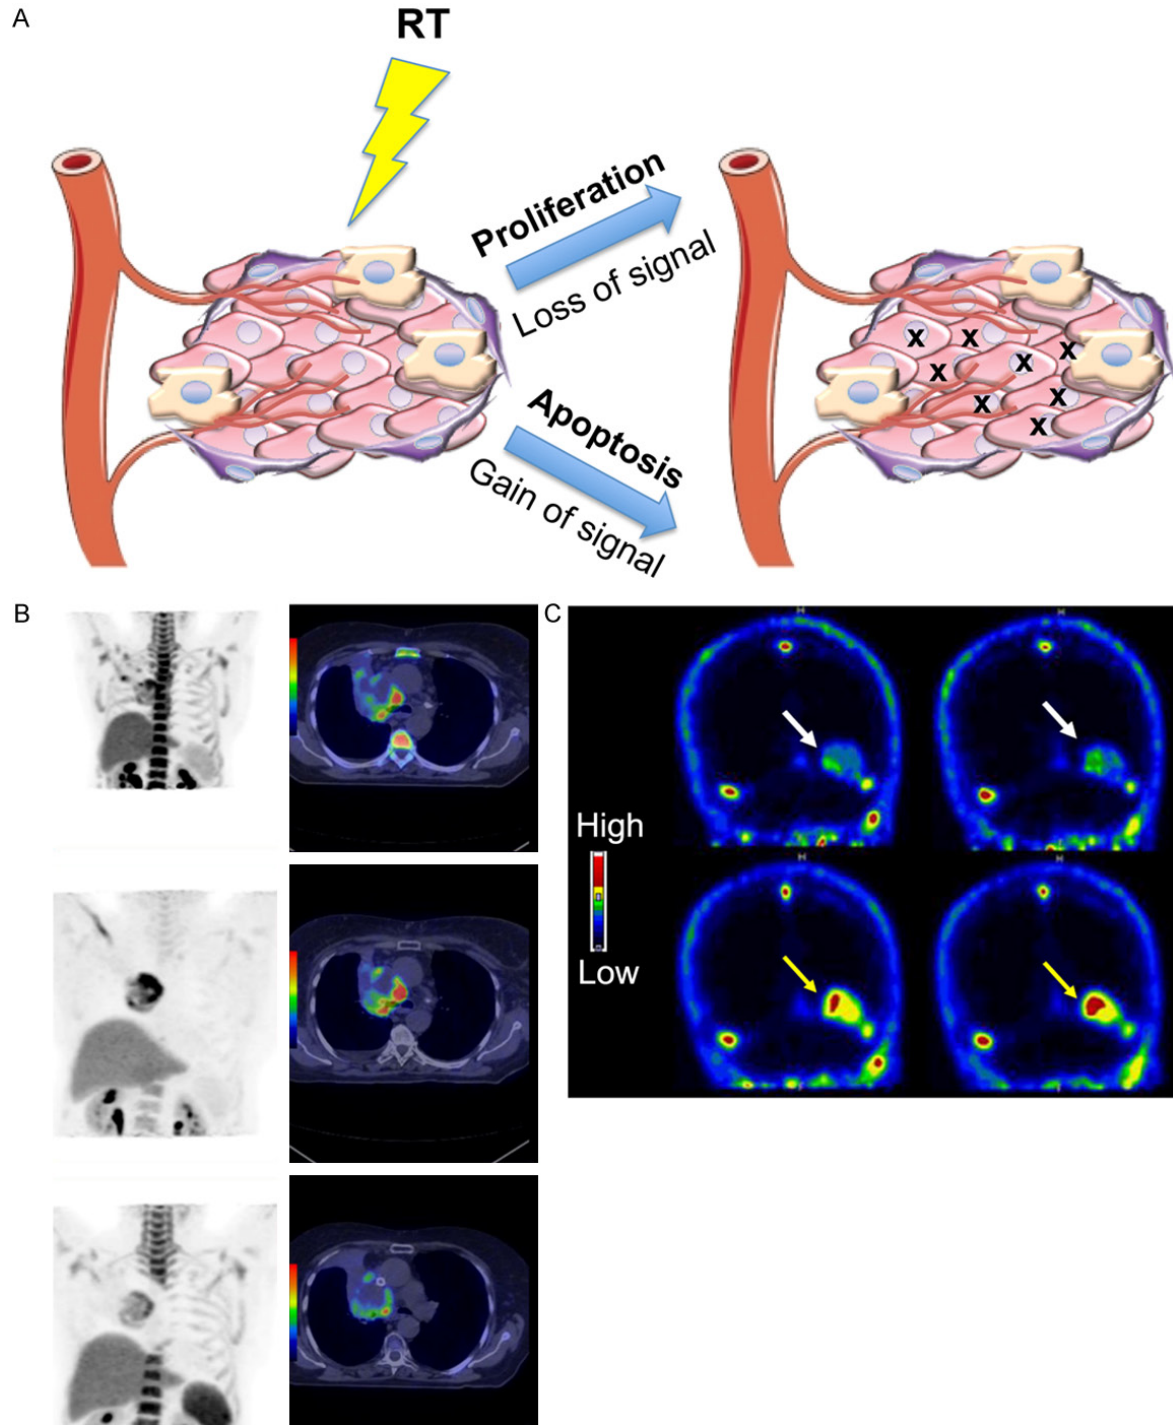 A
RT
Proliferation
Loss of signal
X X X X X X X X
Apoptosis
Gain of signal
B
C
H H
High
Low
H H